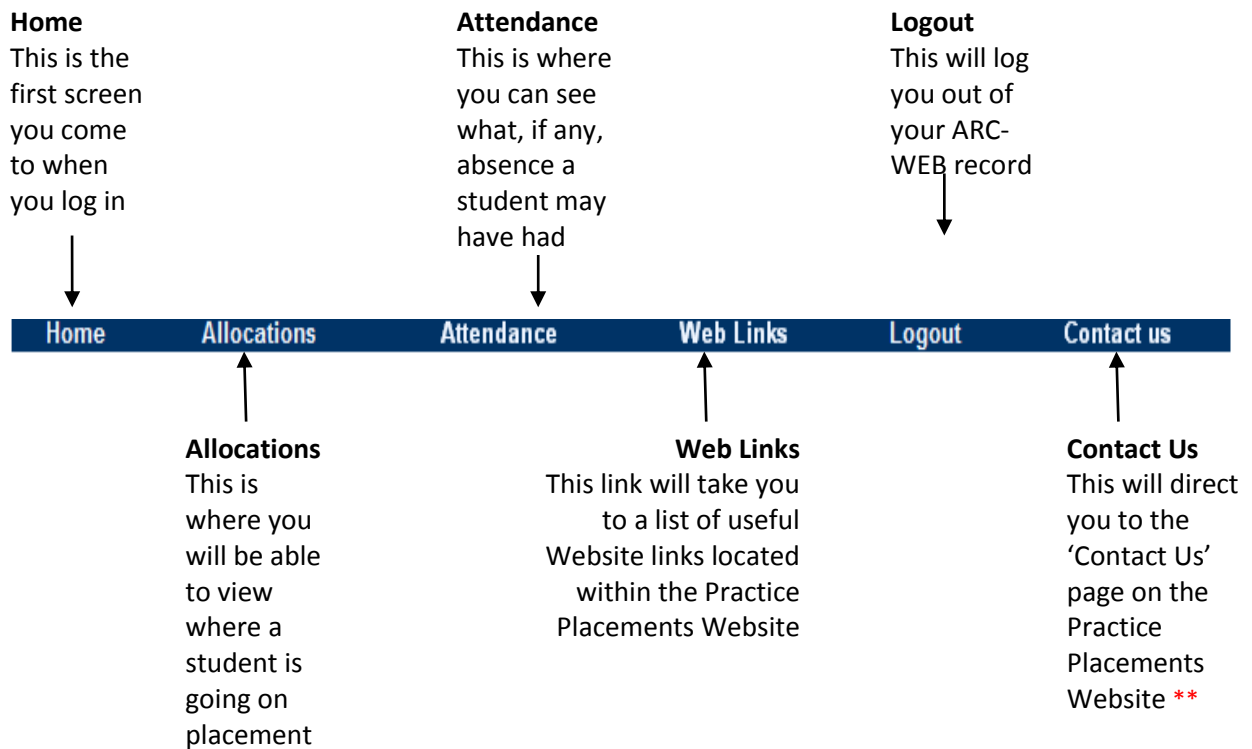 Home
This is the
first screen
you come
to when
you log in
Attendance
This is where
you can see
what, if any,
absence a
student may
have had
Logout
This will log
you out of
your ARC-
WEB record
Home Allocations Attendance Web Links Logout Contact us
Allocations
This is
where you
will be able
to view
where a
student is
going on
placement
Web Links
This link will take you
to a list of useful
Website links located
within the Practice
Placements Website
Contact Us
This will direct
you to the
‘Contact Us’
page on the
Practice
Placements
Website **